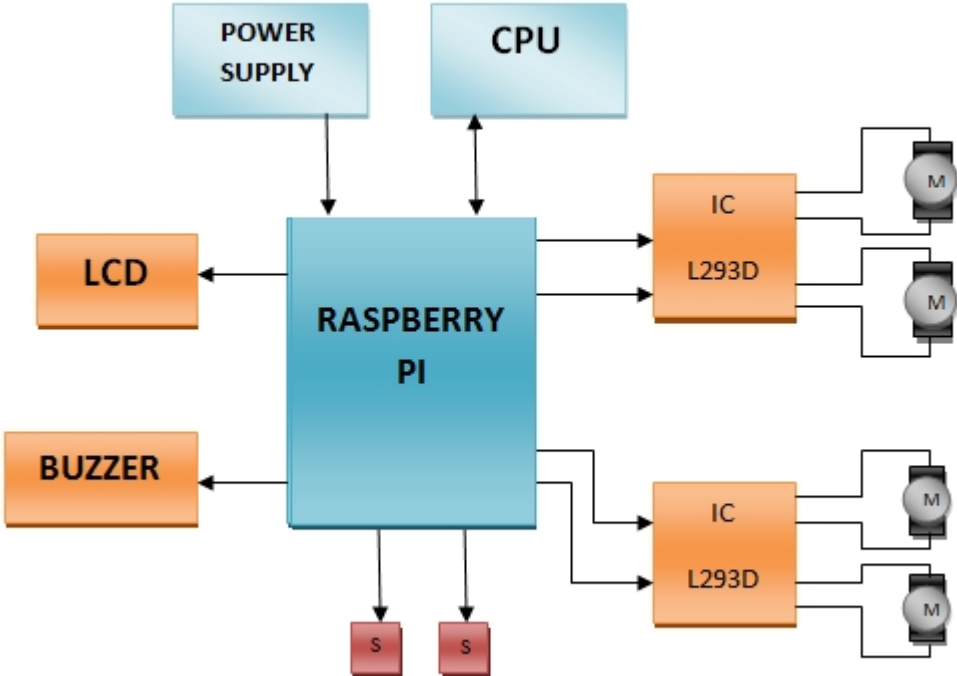 POWER
SUPPLY
CPU
IC
L293D
M
M
LCD
RASPBERRY
PI
BUZZER
IC
L293D
M
M
S
S